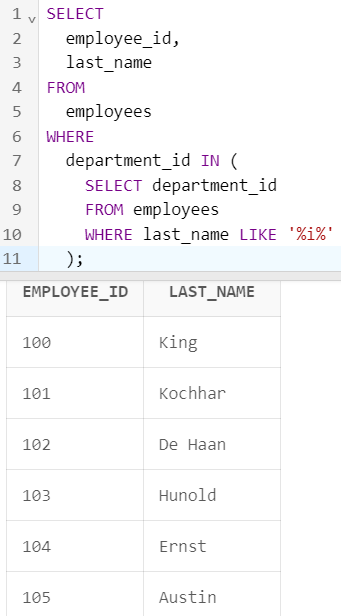 1 SELECT
2   employee_id,
3   last_name
4 FROM
5   employees
6 WHERE
7   department_id IN (
8     SELECT department_id
9     FROM employees
10     WHERE last_name LIKE '%i%'
11   );
EMPLOYEE_ID LAST_NAME
100 King
101 Kochhar
102 De Haan
103 Hunold
104 Ernst
105 Austin